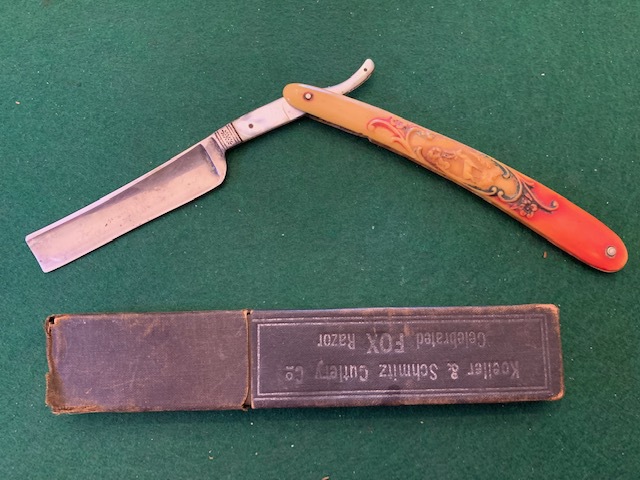 Koeller & Schmitz Cutlery Co
Celebrated FOX Razor